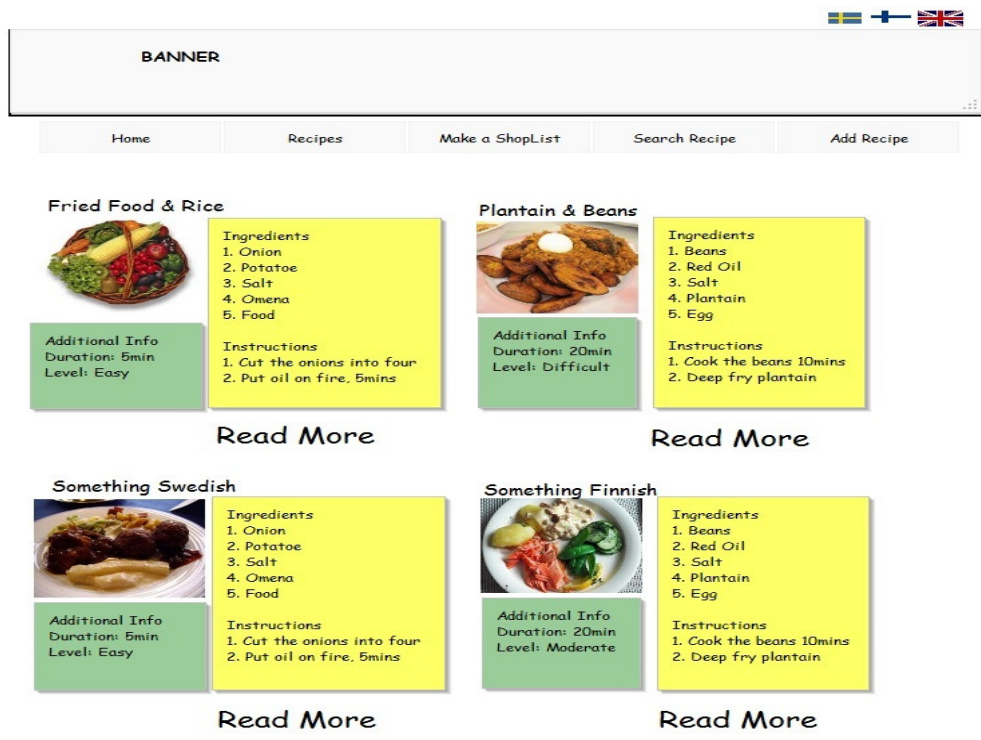 BANNER
Home
Recipes
Make a ShopList
Search Recipe
Add Recipe
Fried Food & Rice
Ingredients
1. Onion
2. Potatoe
3. Salt
4. Omena
5. Food
Instructions
1. Cut the onions into four
2. Put oil on fire, 5mins
Additional Info
Duration: 5min
Level: Easy
Read More
Plantain & Beans
Ingredients
1. Beans
2. Red Oil
3. Salt
4. Plantain
5. Egg
Instructions
1. Cook the beans 10mins
2. Deep fry plantain
Additional Info
Duration: 20min
Level: Difficult
Read More
Something Swedish
Ingredients
1. Onion
2. Potatoe
3. Salt
4. Omena
5. Food
Instructions
1. Cut the onions into four
2. Put oil on fire, 5mins
Additional Info
Duration: 5min
Level: Easy
Read More
Something Finnish
Ingredients
1. Beans
2. Red Oil
3. Salt
4. Plantain
5. Egg
Instructions
1. Cook the beans 10mins
2. Deep fry plantain
Additional Info
Duration: 20min
Level: Moderate
Read More